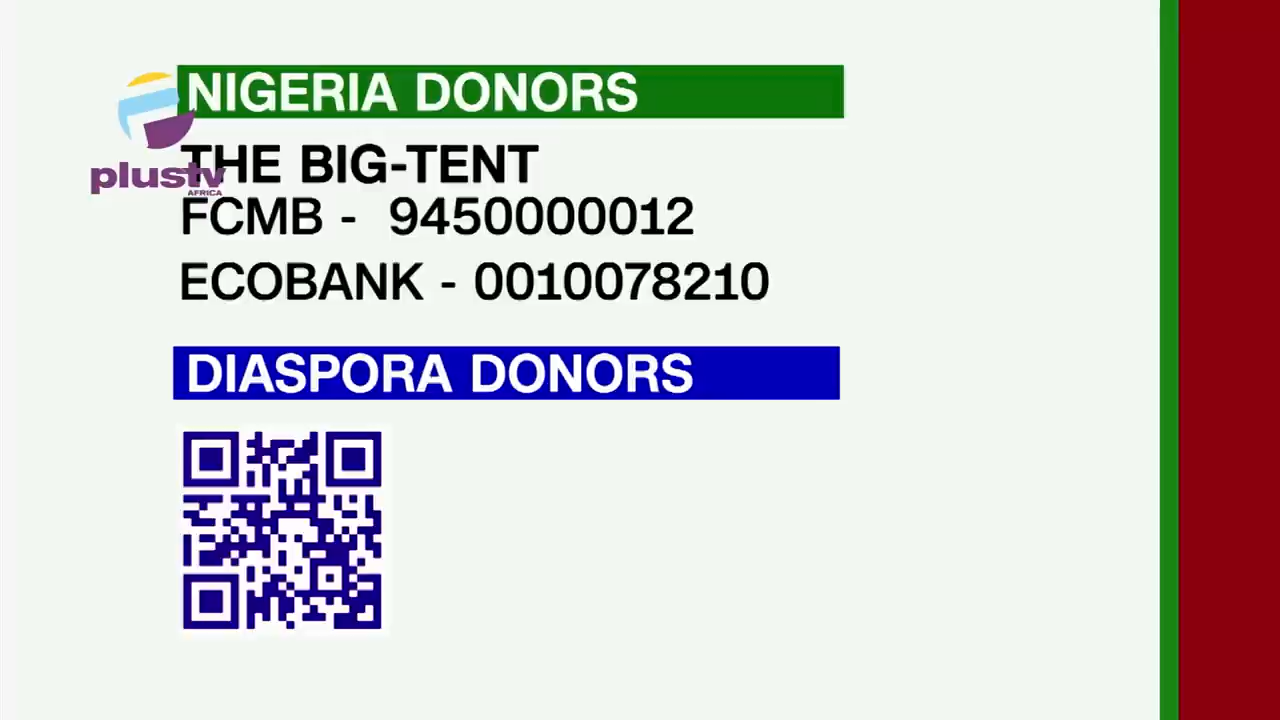 NIGERIA DONORS
plustv
AFRICA
THE BIG-TENT
FCMB - 9450000012
ECOBANK - 0010078210
DIASPORA DONORS